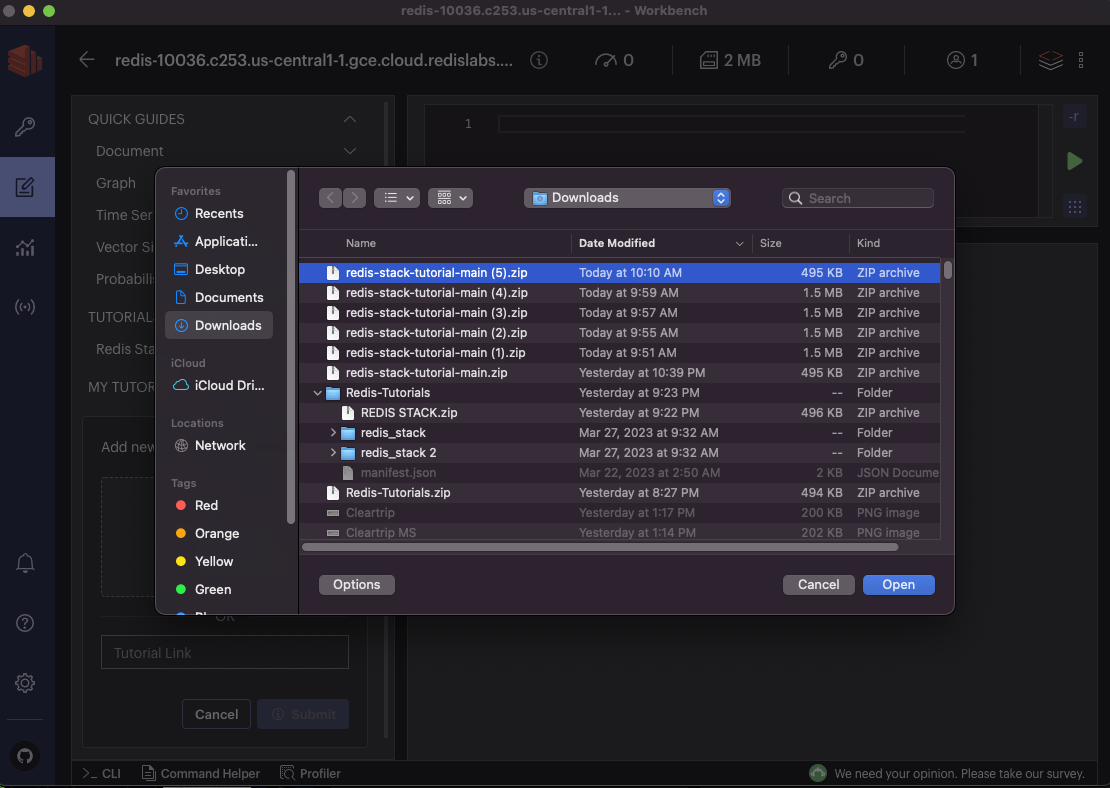 redis-10036.c253.us-central1-1... - Workbench
redis-10036.c253.us-central1-1.gce.cloud.redislabs....
0
2 MB
0
1
QUICK GUIDES
Document
Graph
Time Ser
Vector Si
Probabilis
TUTORIAL
Redis Sta
MY TUTOR
Add new
OR
Tutorial Link
Cancel
Submit
1
-r
Favorites
Recents
Applicati...
Desktop
Documents
Downloads
iCloud
iCloud Dri...
Locations
Network
Tags
Red
Orange
Yellow
Green
Downloads
Search
Name Date Modified Size Kind
redis-stack-tutorial-main (5).zip Today at 10:10 AM 495 KB ZIP archive
redis-stack-tutorial-main (4).zip Today at 9:59 AM 1.5 MB ZIP archive
redis-stack-tutorial-main (3).zip Today at 9:57 AM 1.5 MB ZIP archive
redis-stack-tutorial-main (2).zip Today at 9:55 AM 1.5 MB ZIP archive
redis-stack-tutorial-main (1).zip Today at 9:51 AM 1.5 MB ZIP archive
redis-stack-tutorial-main.zip Yesterday at 10:39 PM 495 KB ZIP archive
Redis-Tutorials Yesterday at 9:23 PM -- Folder
REDIS STACK.zip Yesterday at 9:22 PM 496 KB ZIP archive
redis_stack Mar 27, 2023 at 9:32 AM -- Folder
redis_stack 2 Mar 27, 2023 at 9:32 AM -- Folder
manifest.json Mar 22, 2023 at 2:50 AM 2 KB JSON Docume
Redis-Tutorials.zip Yesterday at 8:27 PM 494 KB ZIP archive
Cleartrip Yesterday at 1:17 PM 200 KB PNG image
Cleartrip MS Yesterday at 1:14 PM 202 KB PNG image
Options
Cancel
Open
>_ CLI
Command Helper
Profiler
We need your opinion. Please take our survey.